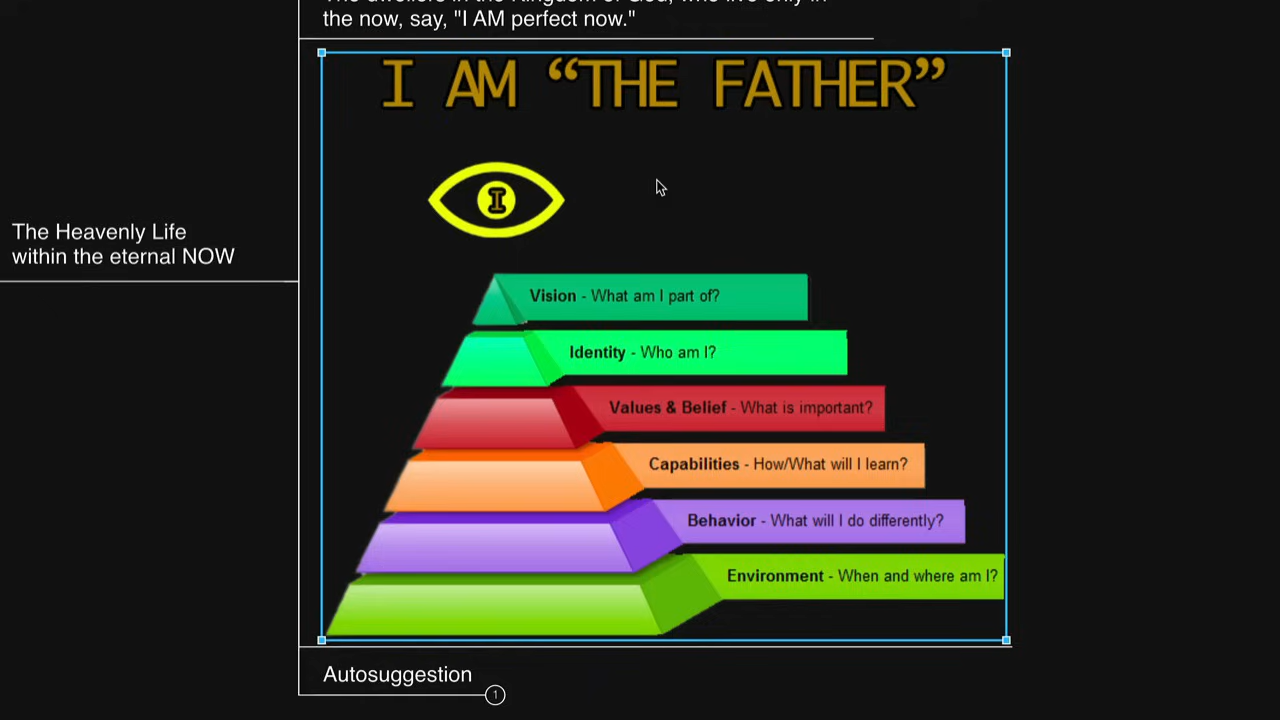 the now, say, "I AM perfect now."
I AM “THE FATHER”
I
The Heavenly Life
within the eternal NOW
Vision - What am I part of?
Identity - Who am I?
Values & Belief - What is important?
Capabilities - How/What will I learn?
Behavior - What will I do differently?
Environment - When and where am I?
Autosuggestion
1